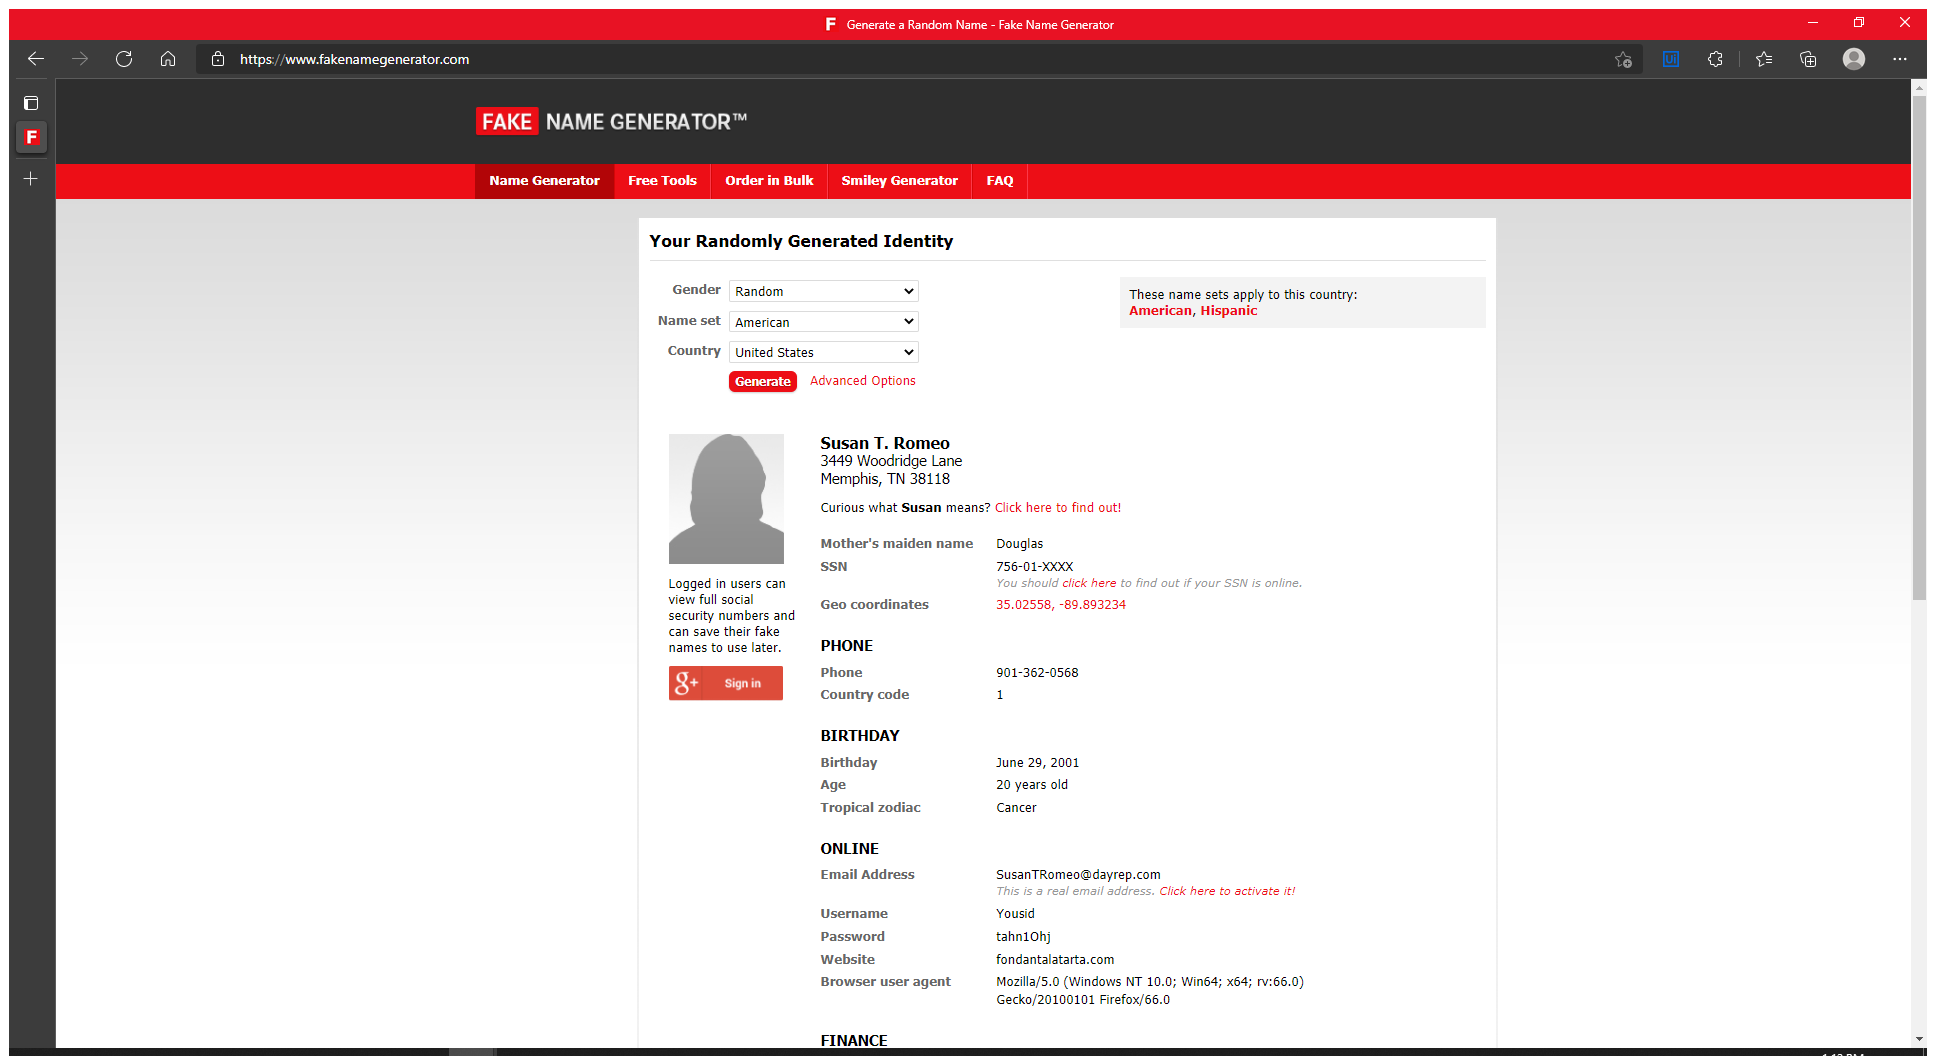 F Generate a Random Name - Fake Name Generator
https://www.fakenamegenerator.com
Ui
F
FAKE NAME GENERATOR™
Name Generator Free Tools Order in Bulk Smiley Generator FAQ
Your Randomly Generated Identity
Gender Random
Name set American
Country United States
Generate Advanced Options
These name sets apply to this country:
American, Hispanic
Susan T. Romeo
3449 Woodridge Lane
Memphis, TN 38118
Curious what Susan means? Click here to find out!
Mother's maiden name Douglas
SSN 756-01-XXXX
You should click here to find out if your SSN is online.
Geo coordinates 35.02558, -89.893234
Logged in users can
view full social
security numbers and
can save their fake
names to use later.
g+ Sign in
PHONE
Phone 901-362-0568
Country code 1
BIRTHDAY
Birthday June 29, 2001
Age 20 years old
Tropical zodiac Cancer
ONLINE
Email Address SusanTRomeo@dayrep.com
This is a real email address. Click here to activate it!
Username Yousid
Password tahn1Ohj
Website fondantalatarta.com
Browser user agent Mozilla/5.0 (Windows NT 10.0; Win64; x64; rv:66.0)
Gecko/20100101 Firefox/66.0
FINANCE